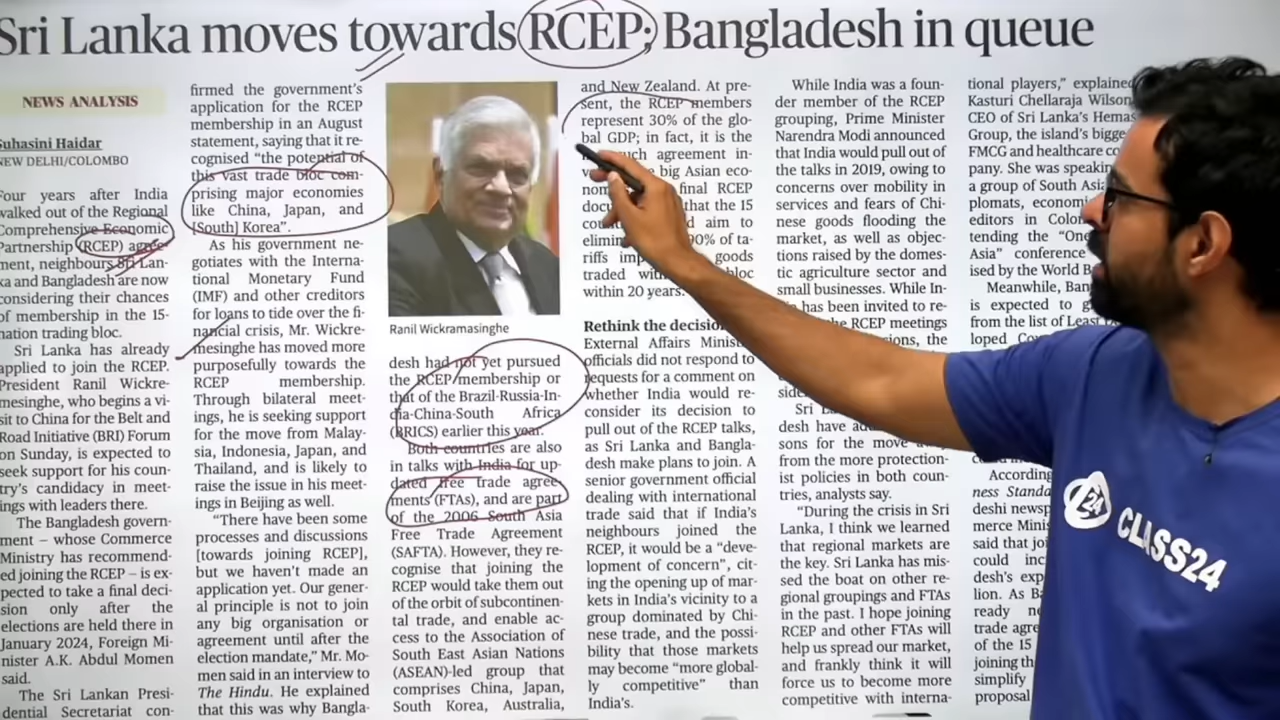 Sri Lanka moves towards RCEP; Bangladesh in queue
NEWS ANALYSIS
Suhasini Haidar
NEW DELHI/COLOMBO
Four years after India
walked out of the Regional
Comprehensive Economic
Partnership (RCEP) agree-
ment, neighbours Sri Lan-
ka and Bangladesh are now
considering their chances
of membership in the 15-
nation trading bloc.
Sri Lanka has already
applied to join the RCEP.
President Ranil Wickre-
mesinghe, who begins a vi-
sit to China for the Belt and
Road Initiative (BRI) Forum
on Sunday, is expected to
seek support for his coun-
try's candidacy in meet-
ings with leaders there.
The Bangladesh govern-
ment – whose Commerce
Ministry has recommend-
ed joining the RCEP – is ex-
pected to take a final deci-
sion only after the
elections are held there in
January 2024, Foreign Mi-
nister A.K. Abdul Momen
said.
The Sri Lankan Presi-
dential Secretariat con-
firmed the government's
application for the RCEP
membership in an August
statement, saying that it re-
cognised "the potential of
this vast trade bloc com-
prising major economies
like China, Japan, and
[South] Korea".
As his government ne-
gotiates with the Interna-
tional Monetary Fund
(IMF) and other creditors
for loans to tide over the fi-
nancial crisis, Mr. Wickre-
mesinghe has moved more
purposefully towards the
RCEP membership.
Through bilateral meet-
ings, he is seeking support
for the move from Malay-
sia, Indonesia, Japan, and
Thailand, and is likely to
raise the issue in his meet-
ings in Beijing as well.
"There have been some
processes and discussions
[towards joining RCEP],
but we haven't made an
application yet. Our gener-
al principle is not to join
any big organisation or
agreement until after the
election mandate," Mr. Mo-
men said in an interview to
The Hindu. He explained
that this was why Bangla-
Ranil Wickramasinghe
desh had not yet pursued
the RCEP membership or
that of the Brazil-Russia-In-
dia-China-South Africa
(BRICS) earlier this year.
Both countries are also
in talks with India for up-
dated free trade agree-
ments (FTAs), and are part
of the 2006 South Asia
Free Trade Agreement
(SAFTA). However, they re-
cognise that joining the
RCEP would take them out
of the orbit of subcontinen-
tal trade, and enable ac-
cess to the Association of
South East Asian Nations
(ASEAN)-led group that
comprises China, Japan,
South Korea, Australia,
and New Zealand. At pre-
sent, the RCEP members
represent 30% of the glo-
bal GDP; in fact, it is the
such agreement in-
big Asian eco-
final RCEP
that the 15
aim to
90% of ta-
riffs goods
traded bloc
within 20 years.
Rethink the decision
External Affairs
officials did not respond to
requests for a comment on
whether India would re-
consider its decision to
pull out of the RCEP talks,
as Sri Lanka and Bangla-
desh make plans to join. A
senior government official
dealing with international
trade said that if India's
neighbours joined the
RCEP, it would be a "deve-
lopment of concern", cit-
ing the opening up of mar-
kets in India's vicinity to a
group dominated by Chi-
nese trade, and the possi-
bility that those markets
may become "more global-
ly competitive" than
India's.
While India was a foun-
der member of the RCEP
grouping, Prime Minister
Narendra Modi announced
that India would pull out of
the talks in 2019, owing to
concerns over mobility in
services and fears of Chi-
nese goods flooding the
market, as well as objec-
tions raised by the domes-
tic agriculture sector and
small businesses. While In-
has been invited to re-
RCEP meetings
the
Sri
desh have
sons for the move
from the more protection-
ist policies in both coun-
tries, analysts say.
"During the crisis in Sri
Lanka, I think we learned
that regional markets are
the key. Sri Lanka has mis-
sed the boat on other re-
gional groupings and FTAs
in the past. I hope joining
RCEP and other FTAs will
help us spread our market,
and frankly think it will
force us to become more
competitive with interna-
tional players," explained
Kasturi Chellaraja Wilson
CEO of Sri Lanka's Hemas
Group, the island's
FMCG and healthcare
pany. She was
a group of South
plomats,
editors in
tending the "One
Asia" conference
ised by the World
Meanwhile,
is expected to
from the list of Least
loped
According
ness
deshi
merce
said that
could
desh's
lion. As
ready
trade
of the 15
joining
simplify
proposal
24
CLASS24